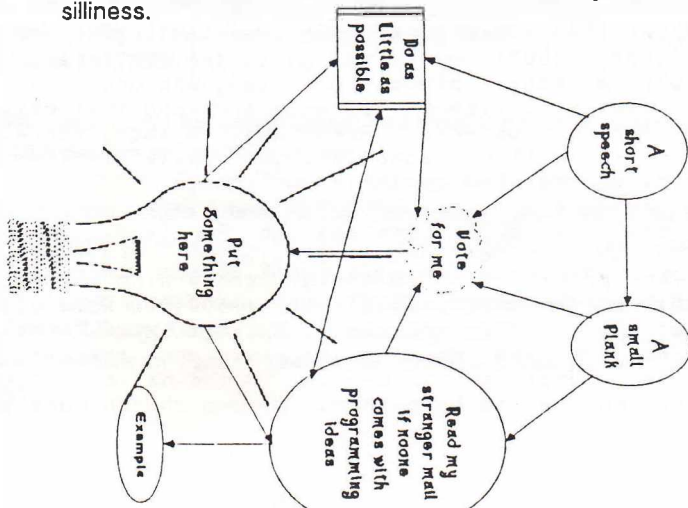 silliness.
A
short
speech
A
small
Plank
Do as
Little as
possible
Vote
for me
Put
Something
here
Read my
stranger mail
if noone
comes with
programming
ideas
Exemple